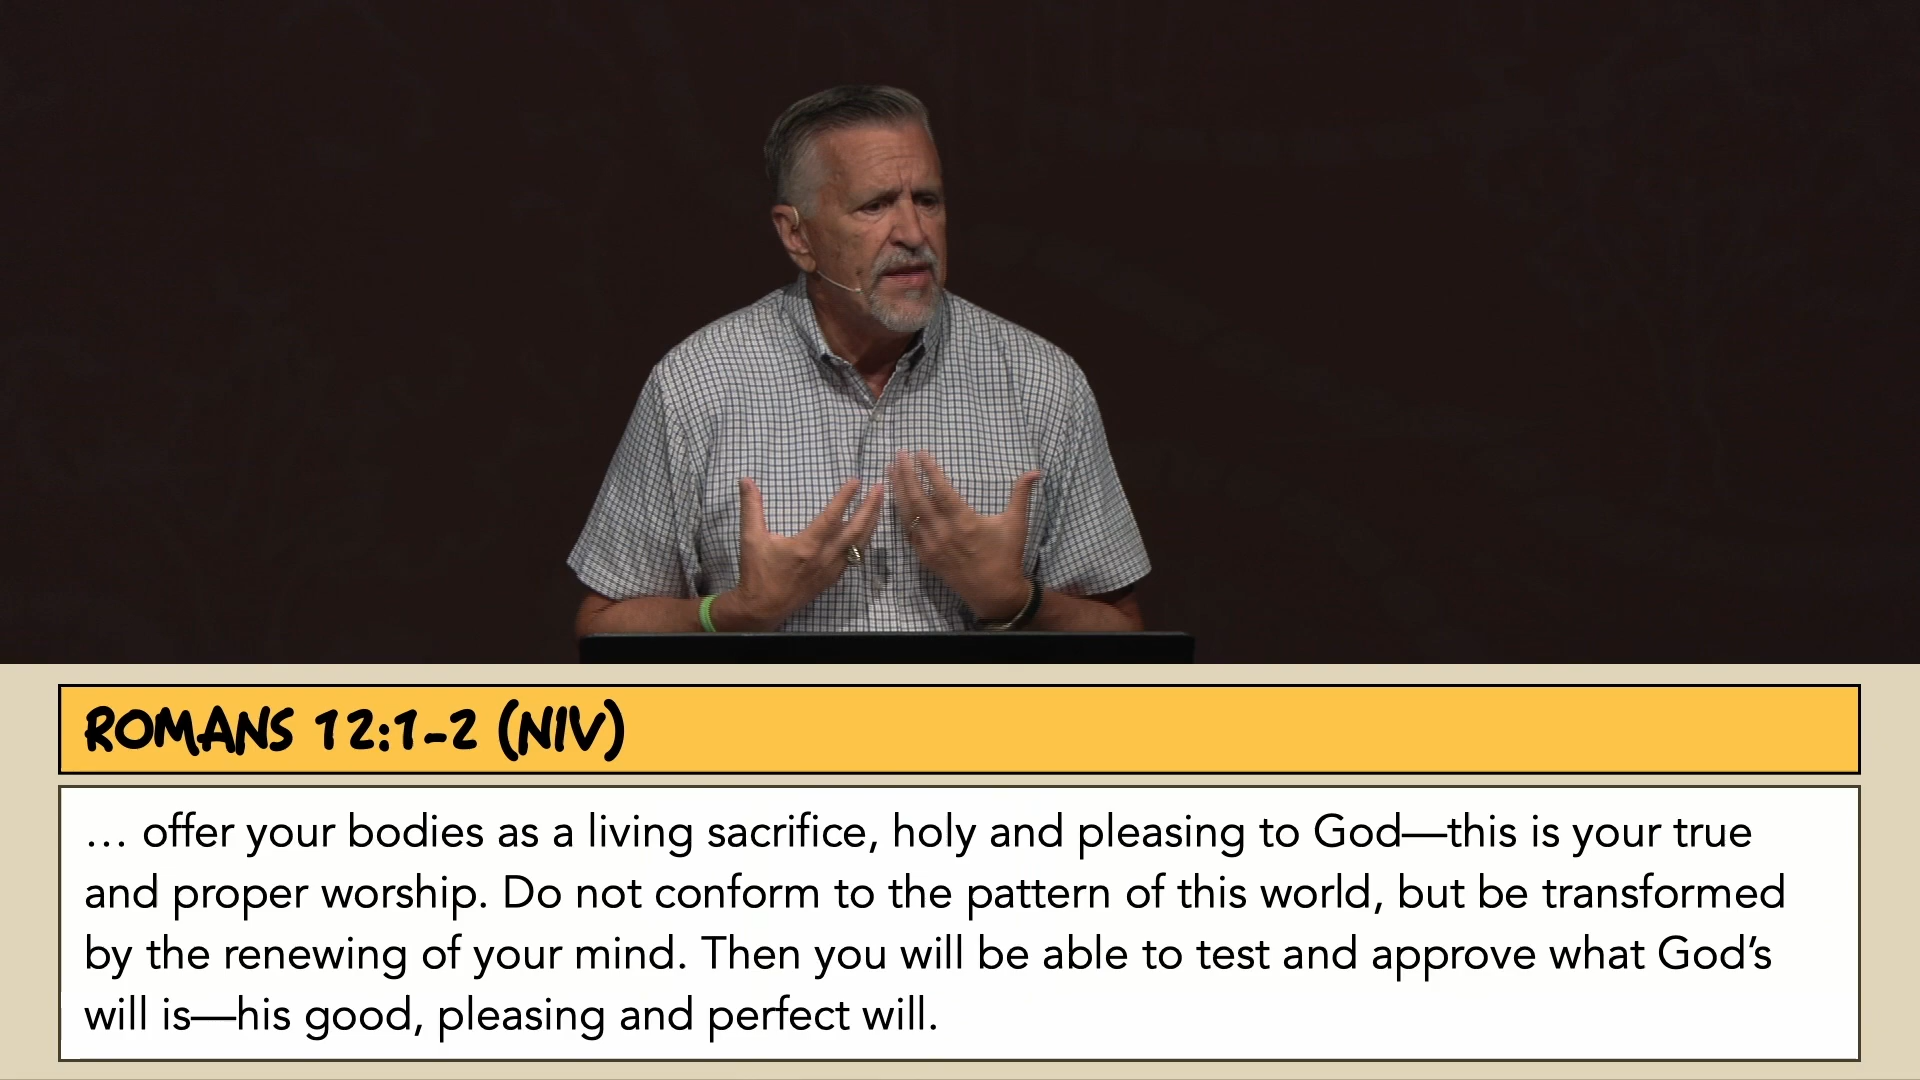 ROMANS 12:1-2 (NIV)
... offer your bodies as a living sacrifice, holy and pleasing to God—this is your true
and proper worship. Do not conform to the pattern of this world, but be transformed
by the renewing of your mind. Then you will be able to test and approve what God’s
will is—his good, pleasing and perfect will.